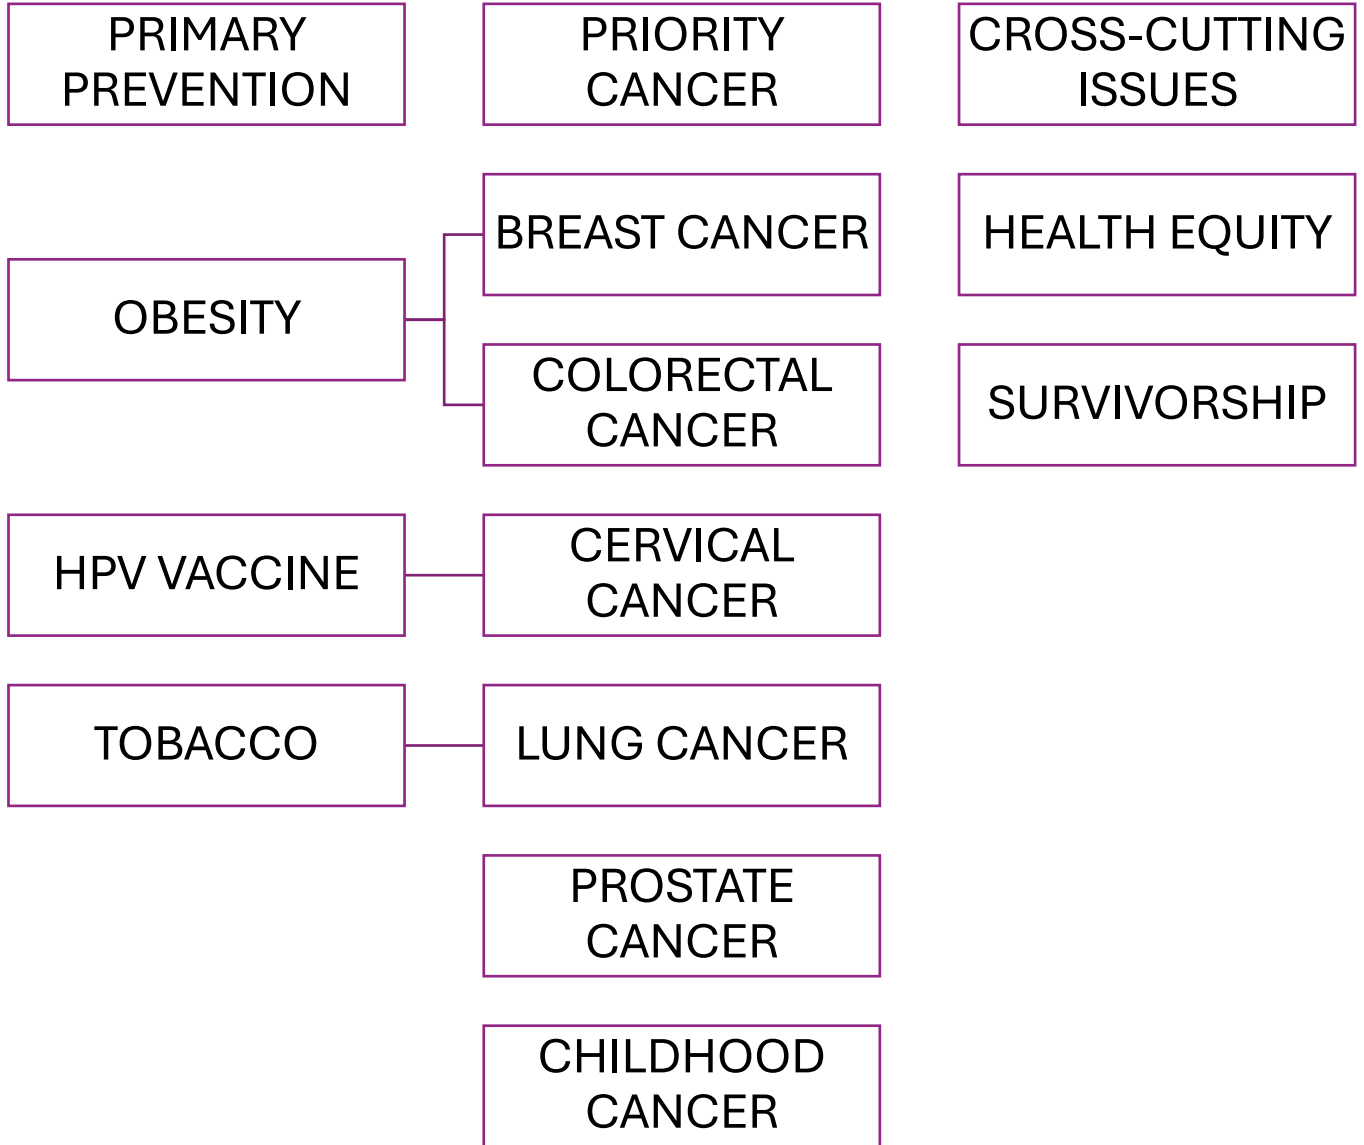 PRIMARY
PREVENTION
PRIORITY
CANCER
CROSS-CUTTING
ISSUES
OBESITY
BREAST CANCER
COLORECTAL
CANCER
HEALTH EQUITY
SURVIVORSHIP
HPV VACCINE
CERVICAL
CANCER
TOBACCO
LUNG CANCER
PROSTATE
CANCER
CHILDHOOD
CANCER